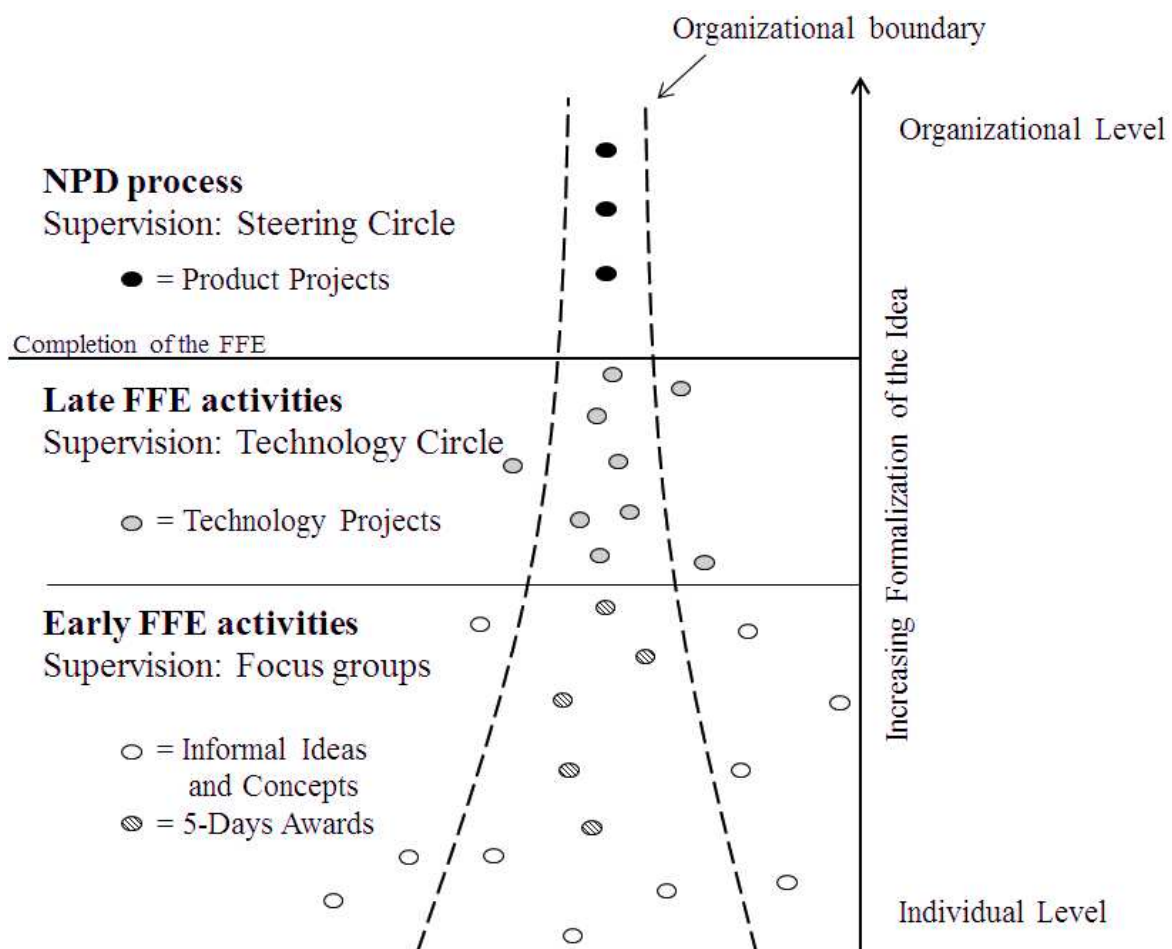 Organizational boundary
Organizational Level
NPD process
Supervision: Steering Circle
= Product Projects
Completion of the FFE
Late FFE activities
Supervision: Technology Circle
= Technology Projects
Increasing Formalization of the Idea
Early FFE activities
Supervision: Focus groups
= Informal Ideas
and Concepts
= 5-Days Awards
Individual Level